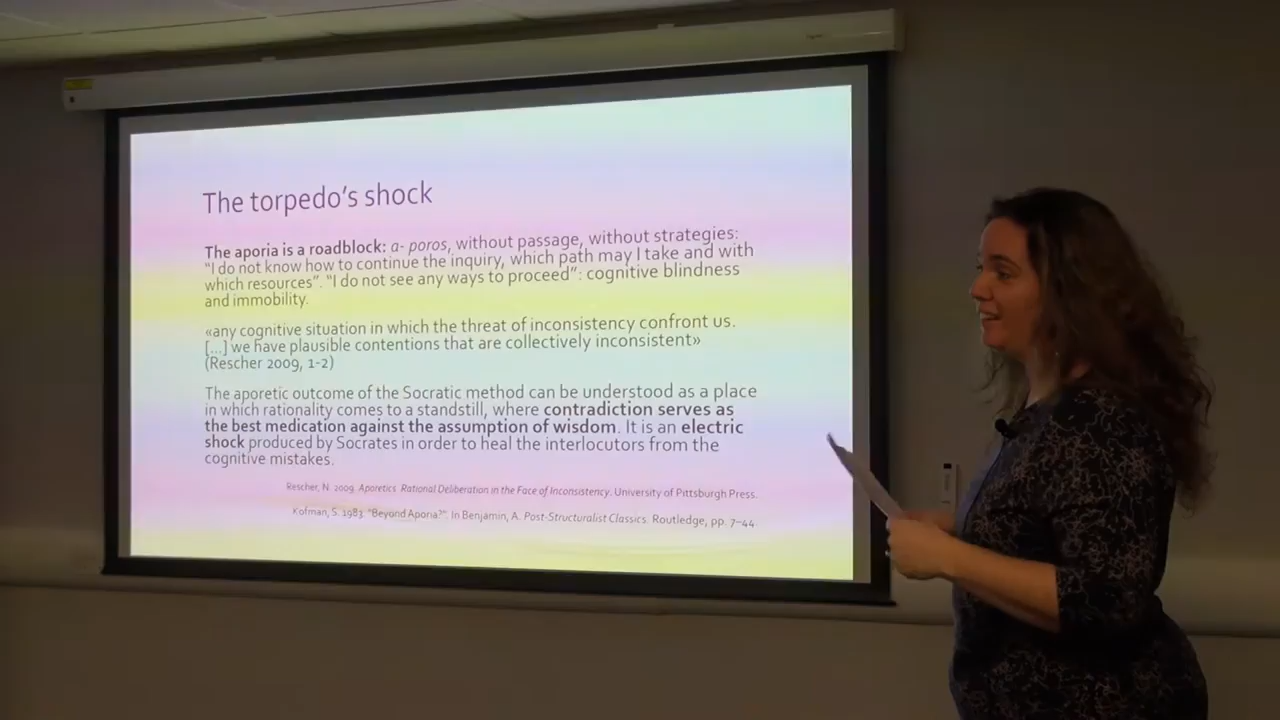 The torpedo's shock
The aporia is a roadblock: a- poros, without passage, without strategies:
"I do not know how to continue the inquiry, which path may I take and with
which resources". "I do not see any ways to proceed": cognitive blindness
and immobility.
«any cognitive situation in which the threat of inconsistency confront us.
[...] we have plausible contentions that are collectively inconsistent»
(Rescher 2009, 1-2)
The aporetic outcome of the Socratic method can be understood as a place
in which rationality comes to a standstill, where contradiction serves as
the best medication against the assumption of wisdom. It is an electric
shock produced by Socrates in order to heal the interlocutors from the
cognitive mistakes.
Rescher, N. 2009. Aporetics. Rational Deliberation in the Face of Inconsistency. University of Pittsburgh Press.
Kofman, S. 1983. "Beyond Aporia?". In Benjamin, A. Post-Structuralist Classics. Routledge, pp. 7–44.